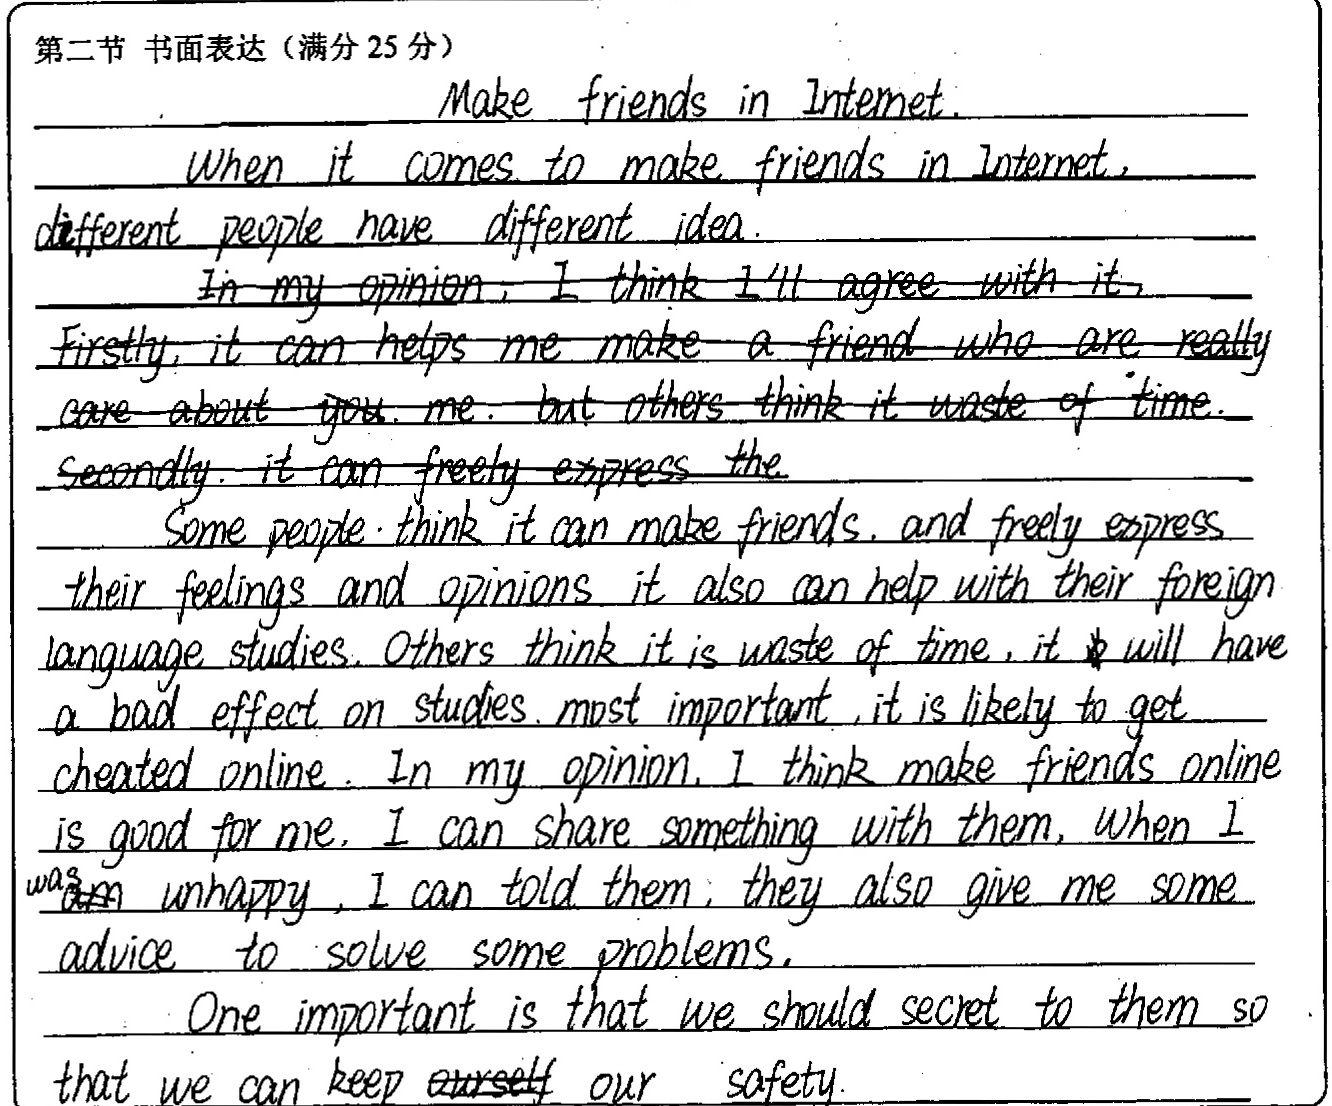 第二节 书面表达（满分 25 分）
Make friends in Internet.
When it comes to make friends in Internet,
different people have different idea.
In my opinion, I think I'll agree with it,
Firstly, it can helps me make a friend who are really
care about you. me. but others think it waste of time.
Secondly. it can freely express the
Some people think it can make friends. and freely express
their feelings and opinions it also can help with their foreign
language studies. Others think it is waste of time, it will have
a bad effect on studies. most important, it is likely to get
cheated online. In my opinion. I think make friends online
is good for me. I can share something with them, when I
was am unhappy, I can told them, they also give me some
advice to solve some problems.
One important is that we should secret to them so
that we can keep ourself our safety.